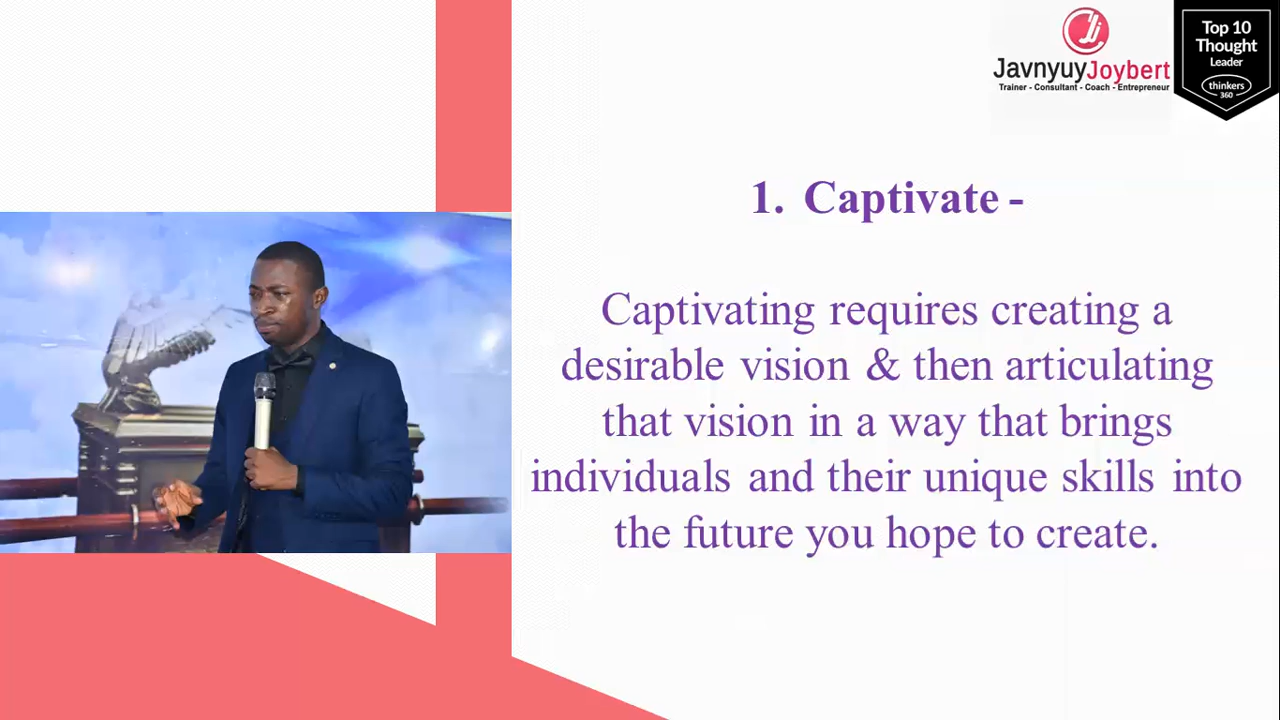 JavnyuyJoybert
Trainer - Consultant - Coach - Entrepreneur
Top 10
Thought
Leader
thinkers
360
1. Captivate -
Captivating requires creating a
desirable vision & then articulating
that vision in a way that brings
individuals and their unique skills into
the future you hope to create.